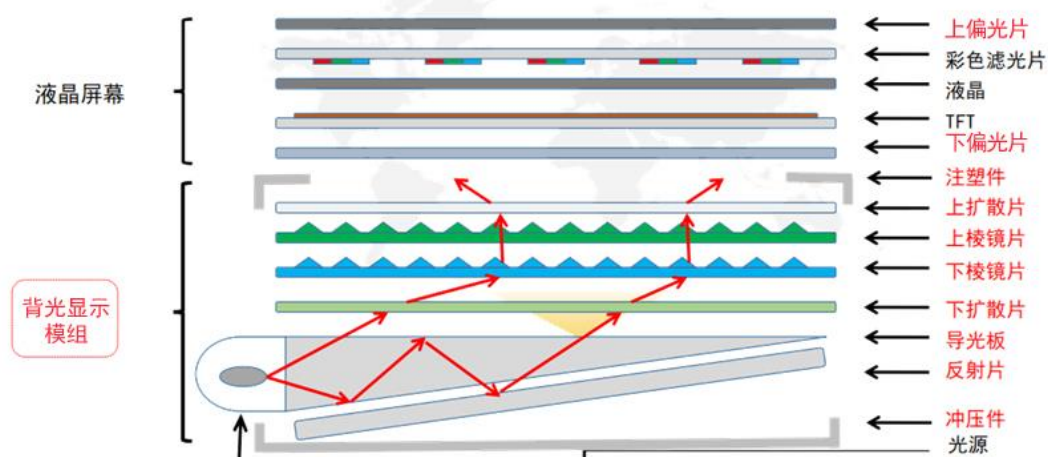 上偏光片
彩色滤光片
液晶屏幕
液晶
TFT
下偏光片
注塑件
上扩散片
上棱镜片
下棱镜片
背光显示
模组
下扩散片
导光板
反射片
冲压件
光源